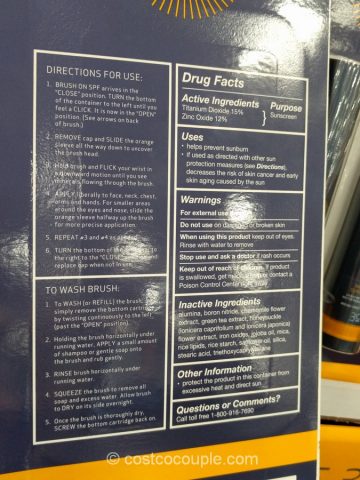 DIRECTIONS FOR USE:
1. BRUSH ON SPF arrives in the
"CLOSE" position. TURN the bottom
of the container to the left until you
feel a CLICK. It is now in the "OPEN"
position. (See arrows on back
of brush.)
2. REMOVE cap and SLIDE the orange
sleeve all the way down to uncover
the brush head.
3. Hold brush and FLICK your wrist in
a downward motion until you see
minerals flowing through the brush.
4. APPLY liberally to face, neck, chest,
arms and hands. For smaller areas
around the eyes and nose, slide the
orange sleeve halfway up the brush
for more precise application.
5. REPEAT #3 and #4 as needed.
6. TURN the bottom of the to
the right to the "CLOSE" and
replace cap when not in use.
TO WASH BRUSH:
1. To WASH (or REFILL) the brush,
simply remove the bottom cartridge
by twisting continuously to the left
(past the "OPEN" position).
2. Holding the brush horizontally under
running water, APPLY a small amount
of shampoo or gentle soap onto
the brush and rub gently.
3. RINSE brush horizontally under
running water.
4. SQUEEZE the brush to remove all
soap and excess water. Allow brush
to DRY on its side overnight.
5. Once the brush is thoroughly dry,
SCREW the bottom cartridge back on.
Drug Facts
Active Ingredients Purpose
Titanium Dioxide 15%
Zinc Oxide 12% } Sunscreen
Uses
• helps prevent sunburn
• if used as directed with other sun
protection measures (see Directions),
decreases the risk of skin cancer and early
skin aging caused by the sun
Warnings
For external use only
Do not use on damaged or broken skin
When using this product keep out of eyes.
Rinse with water to remove
Stop use and ask a doctor if rash occurs
Keep out of reach of children. If product
is swallowed, get medical help or contact a
Poison Control Center right away
Inactive Ingredients
alumina, boron nitride, chamomile flower
extract, green tea extract, honeysuckle
(lonicera caprifolium and lonicera japonica)
flower extract, iron oxides, jojoba oil, mica,
rice lipids, rice starch, safflower oil, silica,
stearic acid, triethoxycaprylylsilane
Other Information
• protect the product in this container from
excessive heat and direct sun
Questions or Comments?
Call toll free 1-800-918-7690
© costcocouple.com